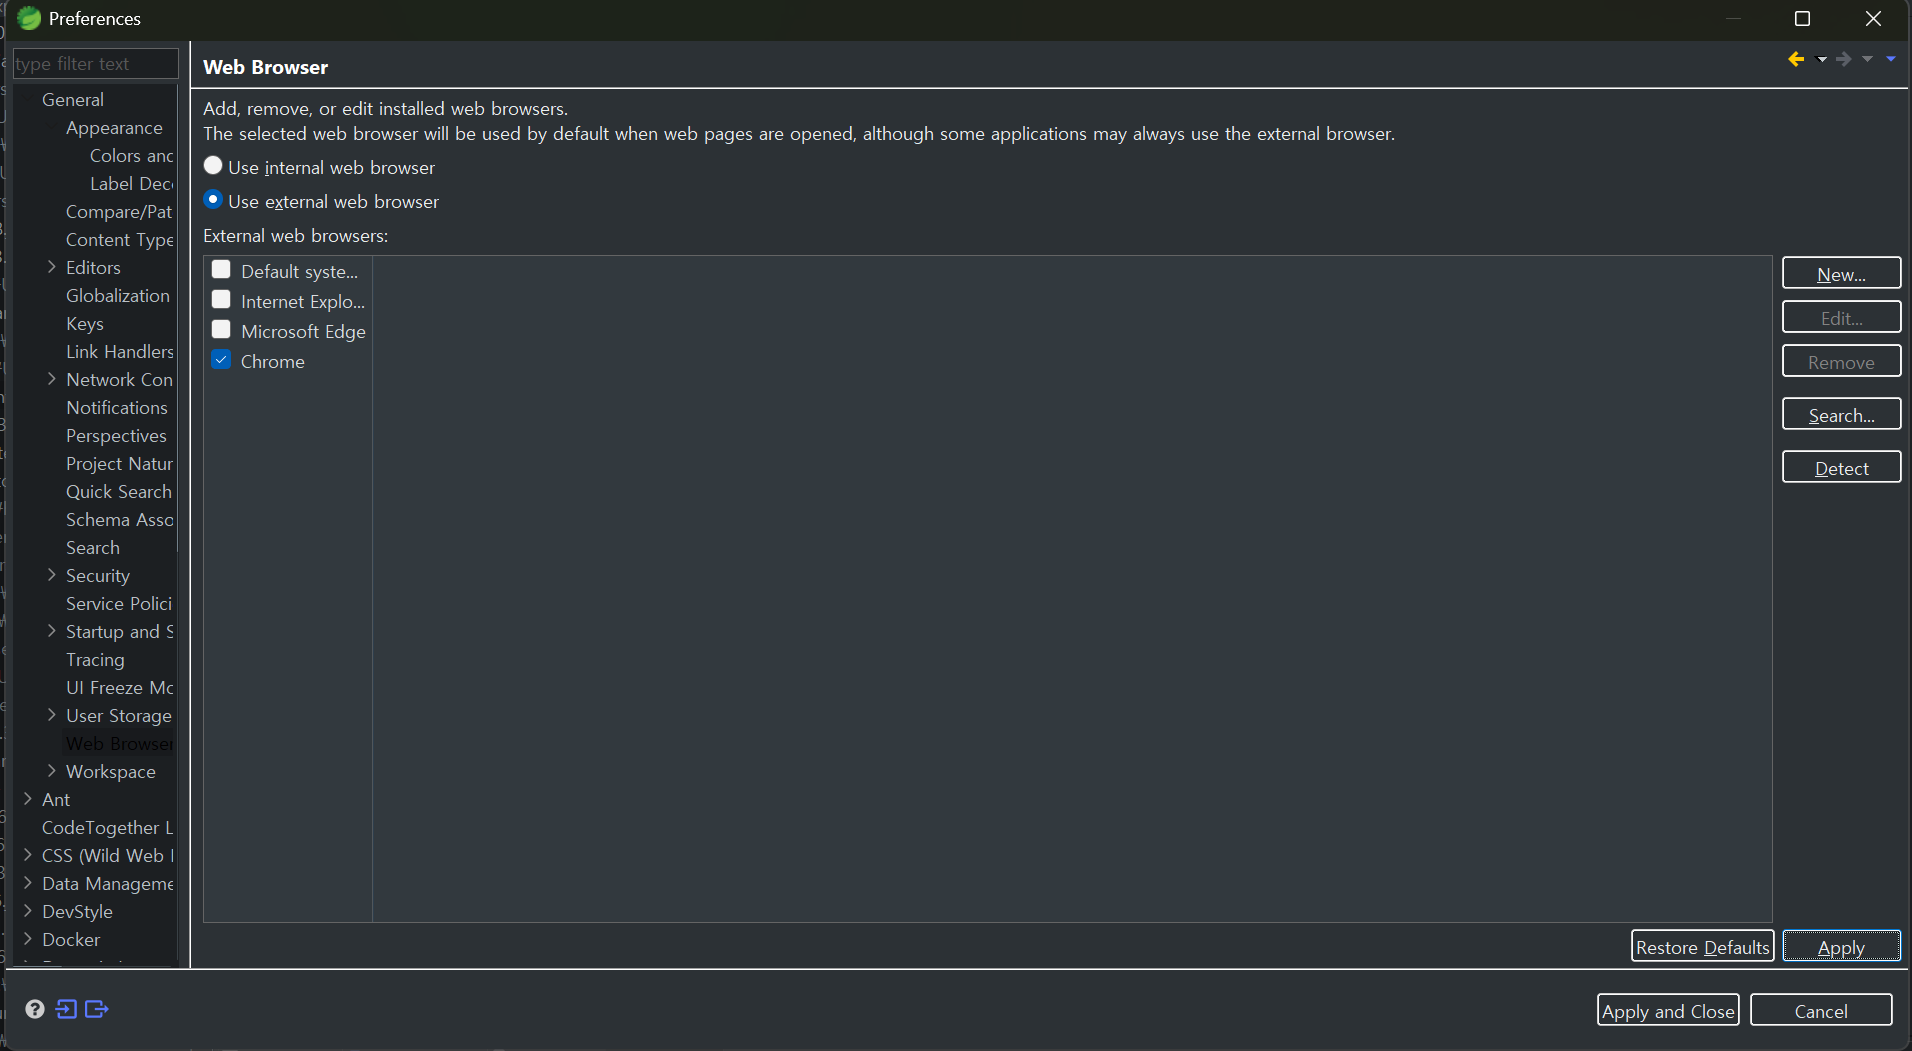 Preferences
type filter text
General
Appearance
Colors and
Label Dec
Compare/Pat
Content Type
Editors
Globalization
Keys
Link Handlers
Network Con
Notifications
Perspectives
Project Natur
Quick Search
Schema Asso
Search
Security
Service Polici
Startup and S
Tracing
UI Freeze Mo
User Storage
Web Browser
Workspace
Ant
CodeTogether L
CSS (Wild Web
Data Manageme
DevStyle
Docker
Web Browser
Add, remove, or edit installed web browsers.
The selected web browser will be used by default when web pages are opened, although some applications may always use the external browser.
Use internal web browser
Use external web browser
External web browsers:
Default syste...
Internet Explo...
Microsoft Edge
Chrome
New...
Edit...
Remove
Search...
Detect
Restore Defaults
Apply
Apply and Close
Cancel